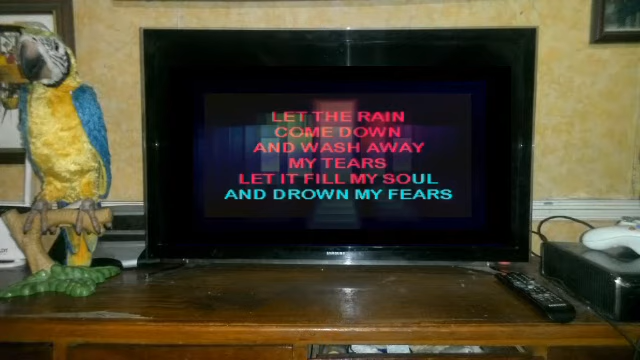 LET THE RAIN
COME DOWN
AND WASH AWAY
MY TEARS
LET IT FILL MY SOUL
AND DROWN MY FEARS
SAMSUNG